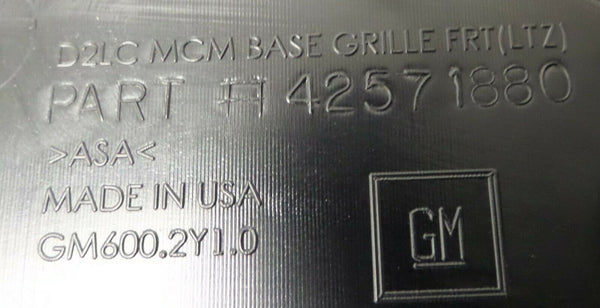 D2LC MCM BASE GRILLE FRT(LTZ)
PART # 42571880
>ASA<
MADE IN USA
GM600.2Y1.0
GM